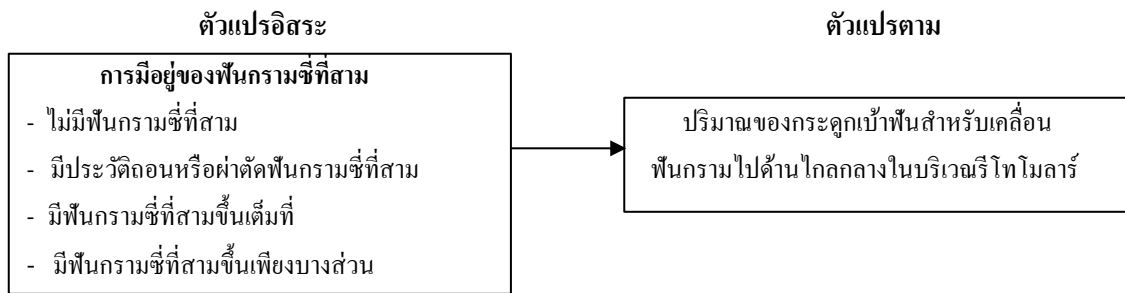 ตัวแปรอิสระ
ตัวแปรตาม
การมีอยู่ของฟันกรามซี่ที่สาม
- ไม่มีฟันกรามซี่ที่สาม
- มีประวัติถอนหรือผ่าตัดฟันกรามซี่ที่สาม
- มีฟันกรามซี่ที่สามขึ้นเต็มที่
- มีฟันกรามซี่ที่สามขึ้นเพียงบางส่วน
ปริมาณของกระดูกเบ้าฟันสำหรับเคลื่อน
ฟันกรามไปด้านไกลกลางในบริเวณรีโทโมลาร์